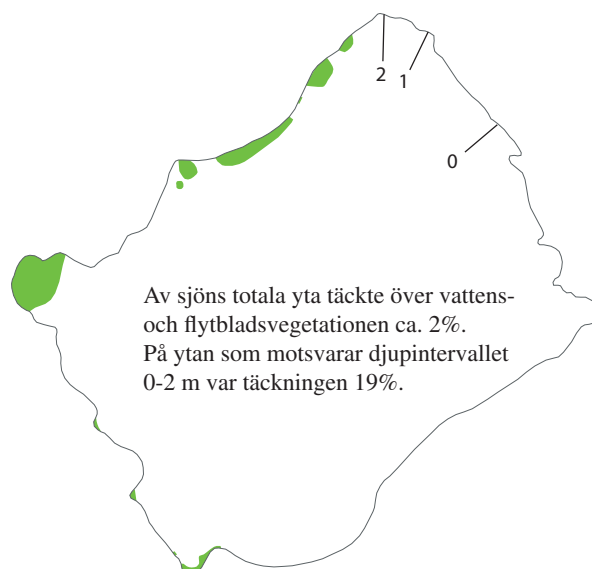 2
1
0
Av sjöns totala yta täckte över vattens-
och flytbladsvegetationen ca. 2%.
På ytan som motsvarar djupintervallet
0-2 m var täckningen 19%.